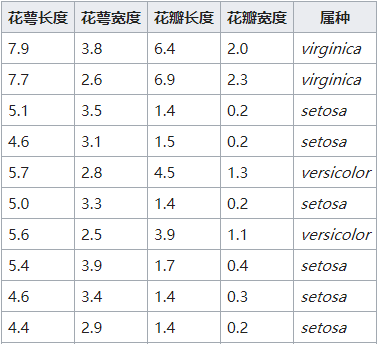 花萼长度 花萼宽度 花瓣长度 花瓣宽度 属种
7.9 3.8 6.4 2.0 virginica
7.7 2.6 6.9 2.3 virginica
5.1 3.5 1.4 0.2 setosa
4.6 3.1 1.5 0.2 setosa
5.7 2.8 4.5 1.3 versicolor
5.0 3.3 1.4 0.2 setosa
5.6 2.5 3.9 1.1 versicolor
5.4 3.9 1.7 0.4 setosa
4.6 3.4 1.4 0.3 setosa
4.4 2.9 1.4 0.2 setosa